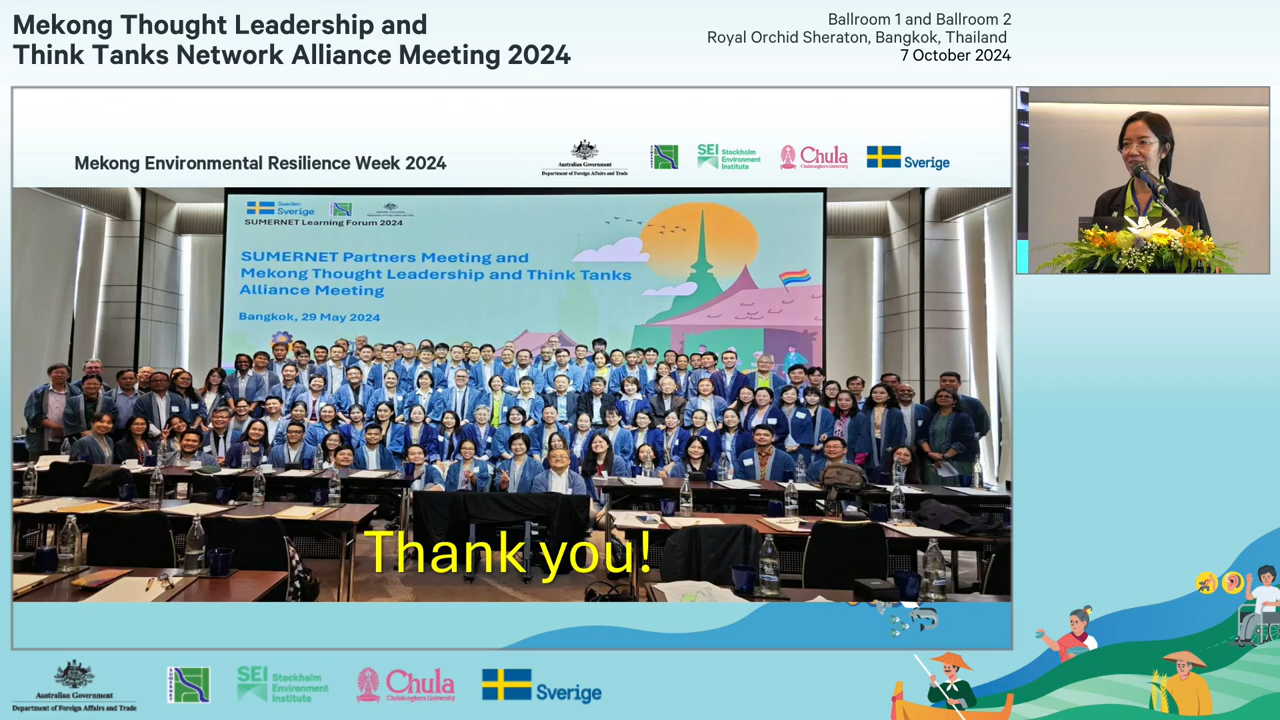 Mekong Thought Leadership and
Think Tanks Network Alliance Meeting 2024
Ballroom 1 and Ballroom 2
Royal Orchid Sheraton, Bangkok, Thailand
7 October 2024
Mekong Environmental Resilience Week 2024
Australian Government
Department of Foreign Affairs and Trade
SEI Stockholm
Environment
Institute
Chula
Chulalongkorn University
Sverige
Sweden
Sverige
SUMERNET Learning Forum 2024
SUMERNET Partners Meeting and
Mekong Thought Leadership and Think Tanks
Alliance Meeting
Bangkok, 29 May 2024
Thank you!
Australian Government
Department of Foreign Affairs and Trade
SUMERNET
SEI Stockholm
Environment
Institute
Chula
Chulalongkorn University
Sverige